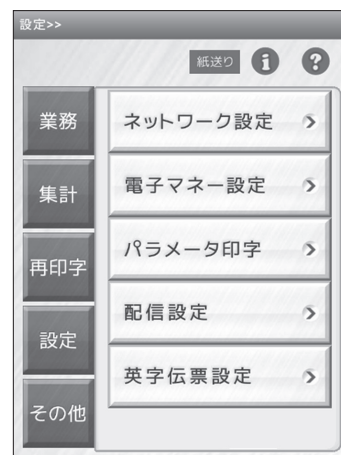 設定>>
紙送り i ?
業務
集計
再印字
設定
その他
ネットワーク設定
電子マネー設定
パラメータ印字
配信設定
英字伝票設定